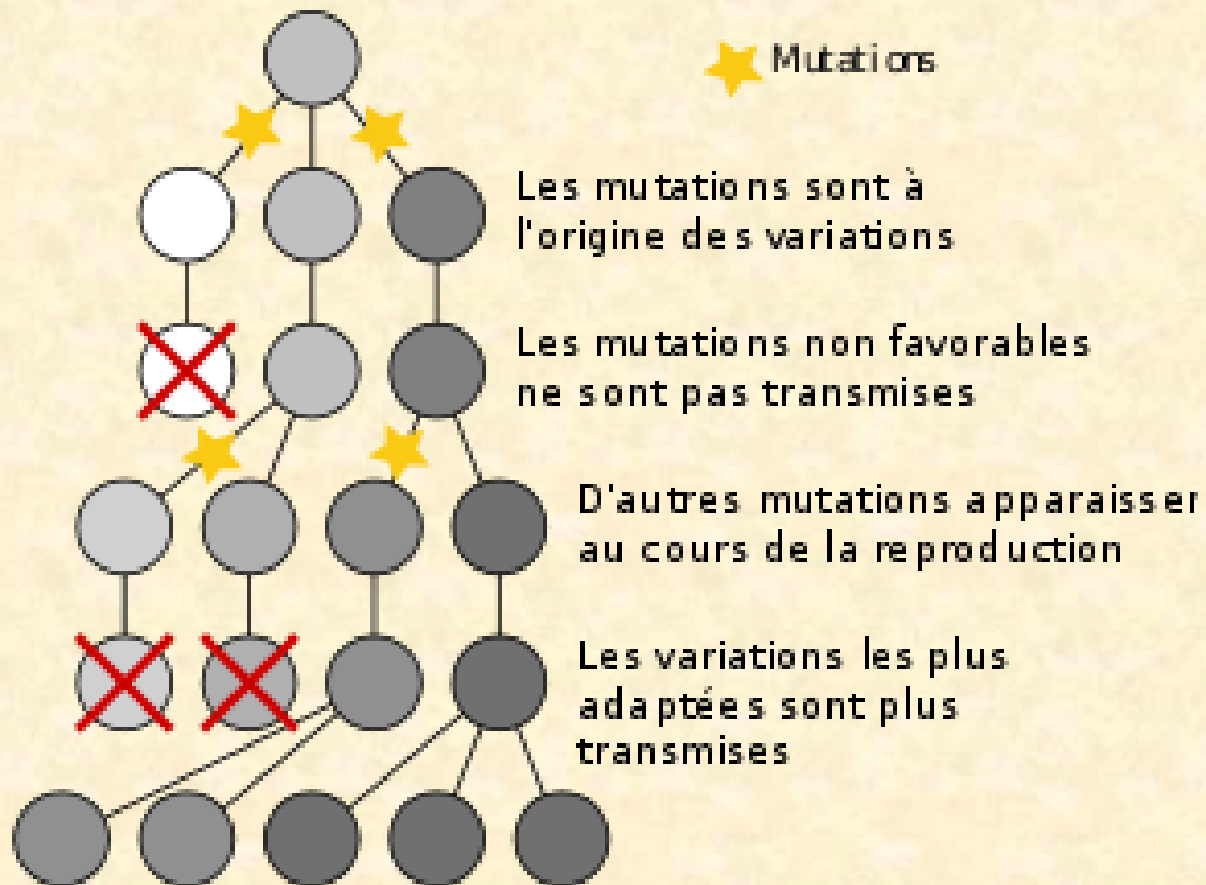 Mutations
Les mutations sont à
l'origine des variations
Les mutations non favorables
ne sont pas transmises
D'autres mutations apparaisser
au cours de la reproduction
Les variations les plus
adaptées sont plus
transmises